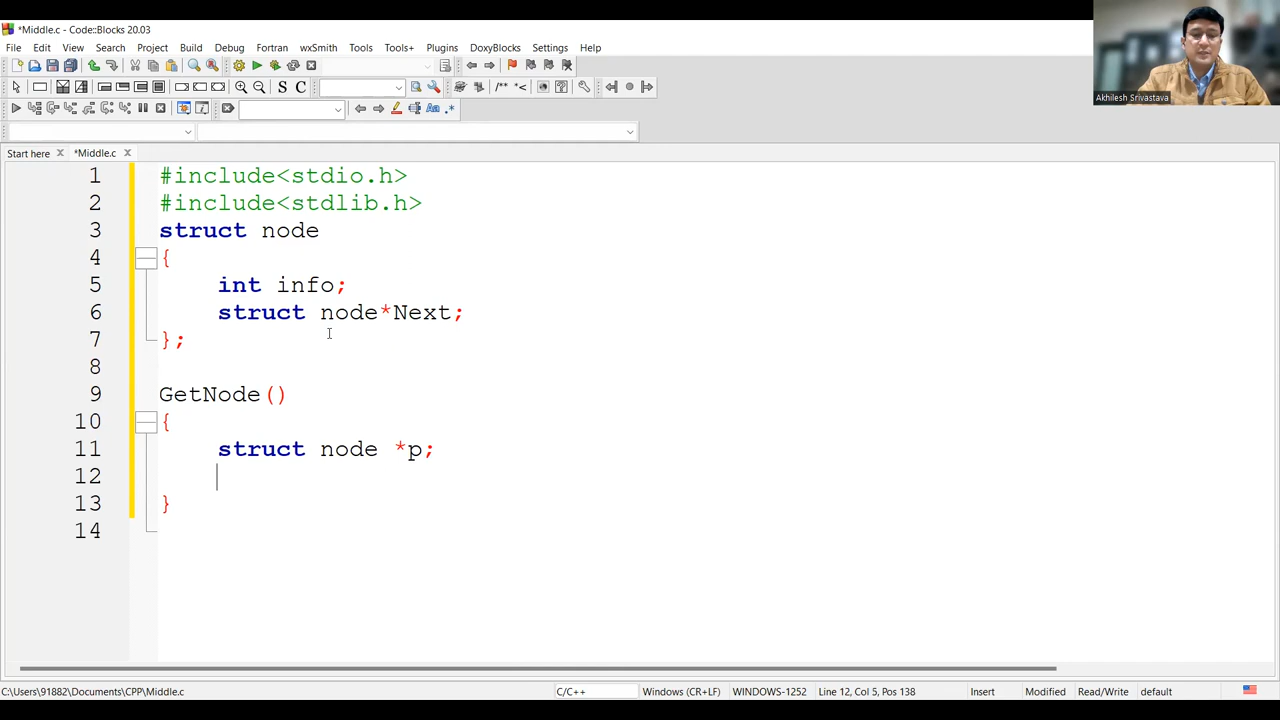 *Middle.c - Code::Blocks 20.03
File Edit View Search Project Build Debug Fortran wxSmith Tools Tools+ Plugins DoxyBlocks Settings Help
S C /** *<
Aa .*
Start here *Middle.c
Akhilesh Srivastava
1 #include<stdio.h>
2 #include<stdlib.h>
3 struct node
4 {
5 int info;
6 struct node*Next;
7 };
8
9 GetNode()
10 {
11 struct node *p;
12
13 }
14
C:\Users\91882\Documents\CPP\Middle.c C/C++ Windows (CR+LF) WINDOWS-1252 Line 12, Col 5, Pos 138 Insert Modified Read/Write default